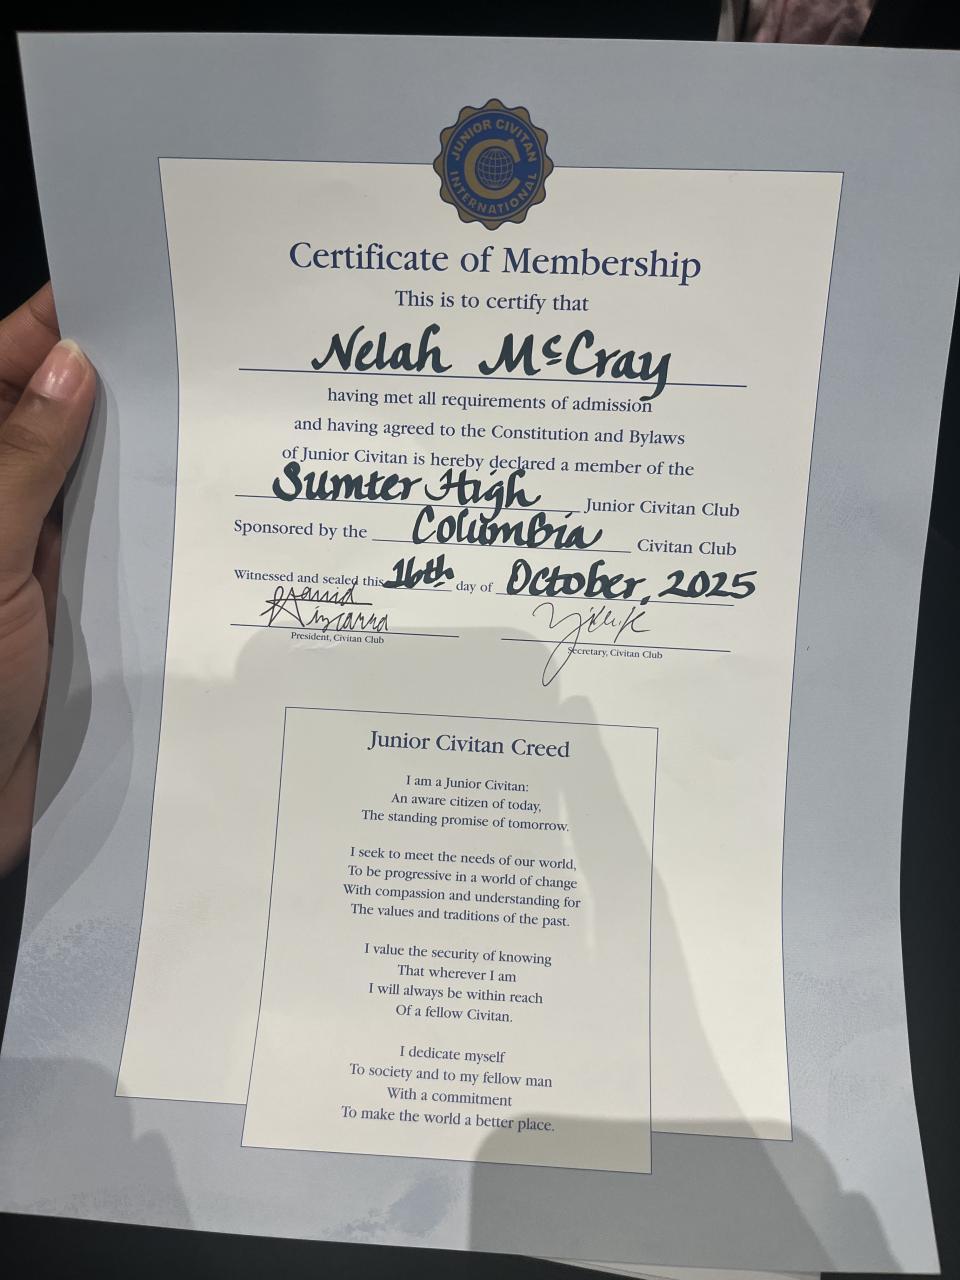 JUNIOR CIVITAN
INTERNATIONAL
Certificate of Membership
This is to certify that
Nelah McCray
having met all requirements of admission
and having agreed to the Constitution and Bylaws
of Junior Civitan is hereby declared a member of the
Sumter High Junior Civitan Club
Sponsored by the Columbia Civitan Club
Witnessed and sealed this 16th day of October, 2025
President, Civitan Club
Secretary, Civitan Club
Junior Civitan Creed
I am a Junior Civitan:
An aware citizen of today,
The standing promise of tomorrow.
I seek to meet the needs of our world,
To be progressive in a world of change
With compassion and understanding for
The values and traditions of the past.
I value the security of knowing
That wherever I am
I will always be within reach
Of a fellow Civitan.
I dedicate myself
To society and to my fellow man
With a commitment
To make the world a better place.